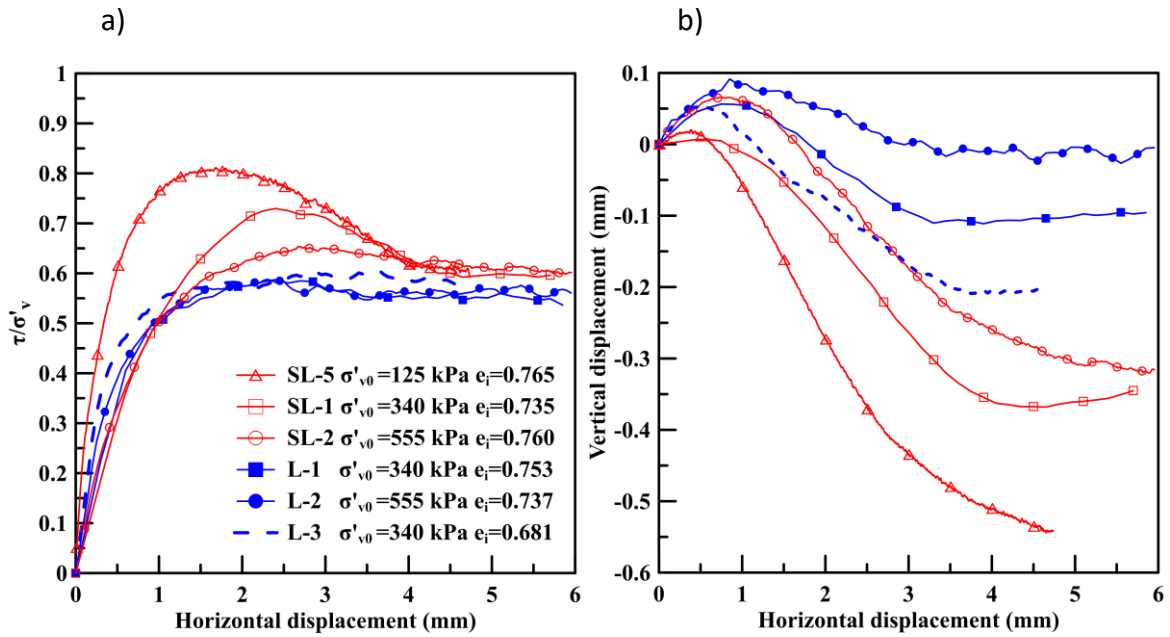 a)
b)
1
0.9
0.8
0.7
0.6
0.5
0.4
0.3
0.2
0.1
0
τ/σ'v
0 1 2 3 4 5 6
Horizontal displacement (mm)
SL-5 σ'v0=125 kPa ei=0.765
SL-1 σ'v0=340 kPa ei=0.735
SL-2 σ'v0=555 kPa ei=0.760
L-1 σ'v0=340 kPa ei=0.753
L-2 σ'v0=555 kPa ei=0.737
L-3 σ'v0=340 kPa ei=0.681
0.1
0
-0.1
-0.2
-0.3
-0.4
-0.5
-0.6
Vertical displacement (mm)
0 1 2 3 4 5 6
Horizontal displacement (mm)